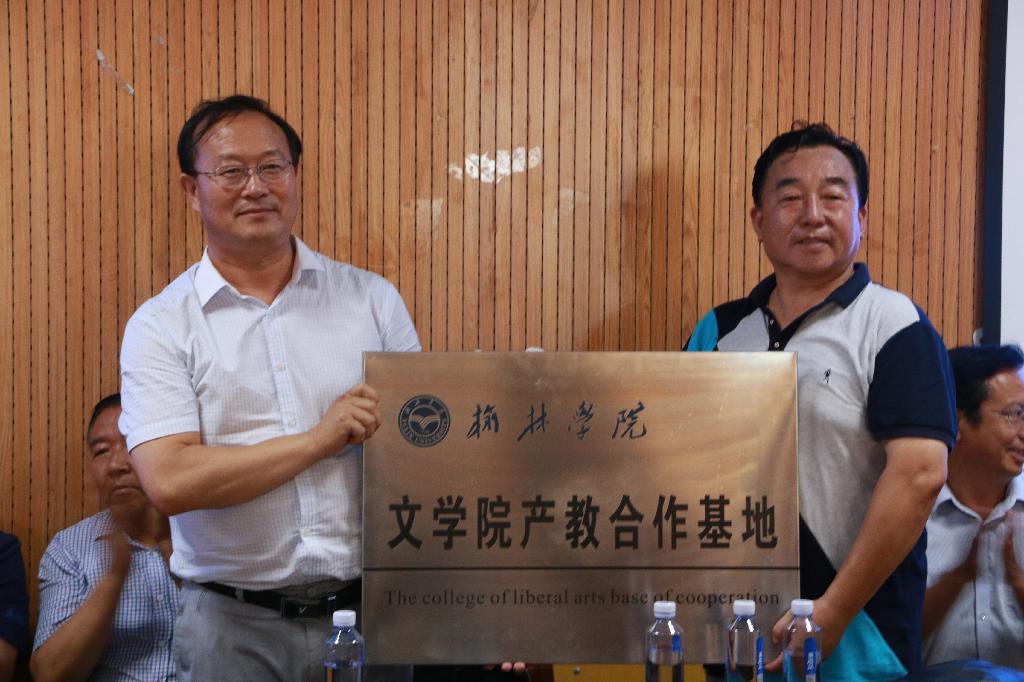 榆林学院
文学院产教合作基地
The college of liberal arts base of cooperation